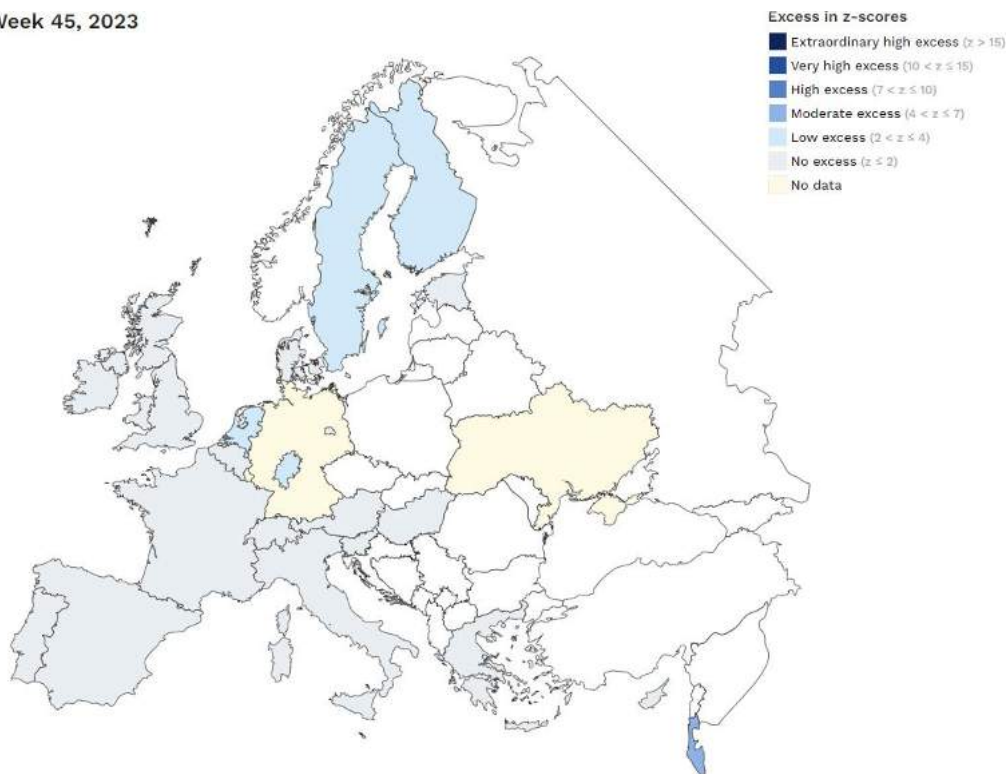 Week 45, 2023
Excess in z-scores
Extraordinary high excess (z > 15)
Very high excess (10 < z ≤ 15)
High excess (7 < z ≤ 10)
Moderate excess (4 < z ≤ 7)
Low excess (2 < z ≤ 4)
No excess (z ≤ 2)
No data